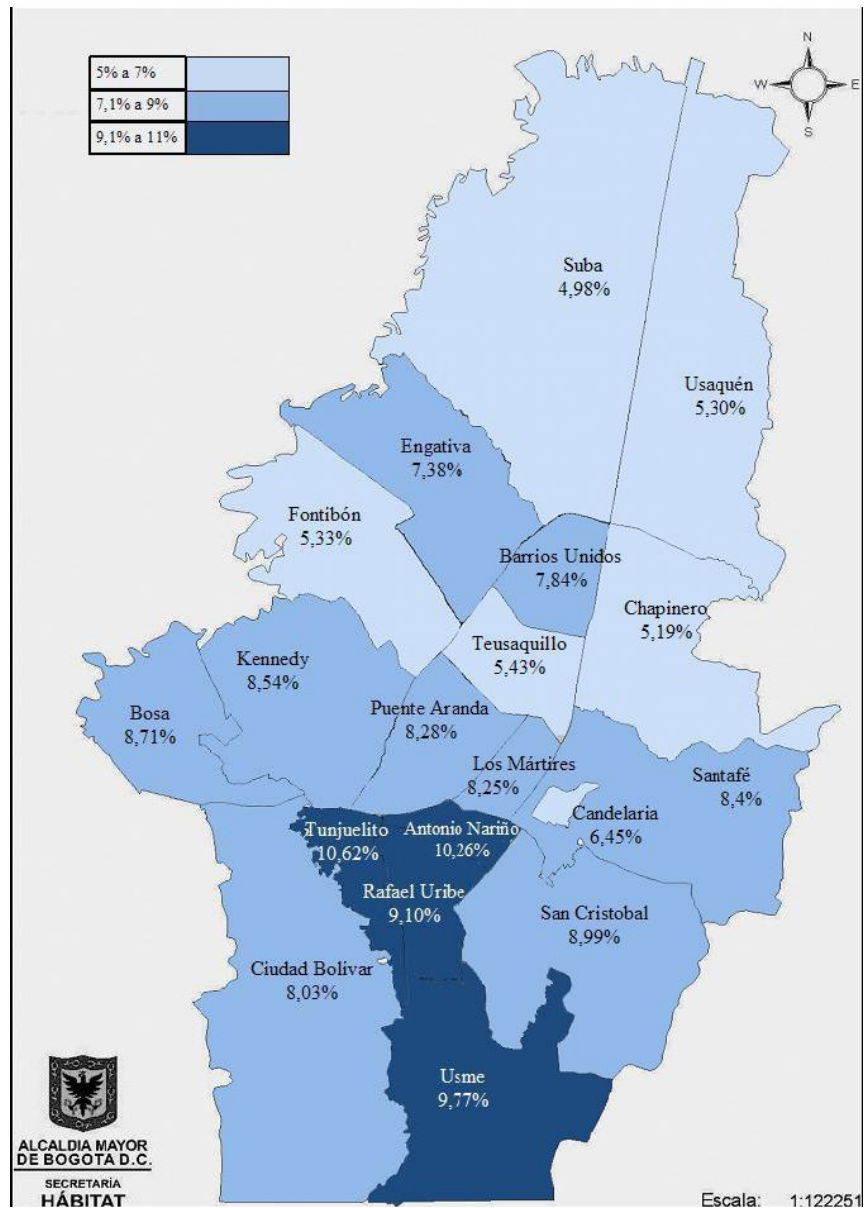 5% a 7%
7,1% a 9%
9,1% a 11%
N
W
E
S
Suba
4,98%
Usaquén
5,30%
Engativa
7,38%
Fontibón
5,33%
Barrios Unidos
7,84%
Chapinero
5,19%
Teusaquillo
5,43%
Kennedy
8,54%
Bosa
8,71%
Puente Aranda
8,28%
Los Mártires
8,25%
Santafé
8,4%
Candelaria
6,45%
Tunjuelito
10,62%
Antonio Nariño
10,26%
Rafael Uribe
9,10%
San Cristobal
8,99%
Ciudad Bolívar
8,03%
Usme
9,77%
ALCALDIA MAYOR
DE BOGOTA D.C.
SECRETARÍA
HÁBITAT
Escala: 1:122251